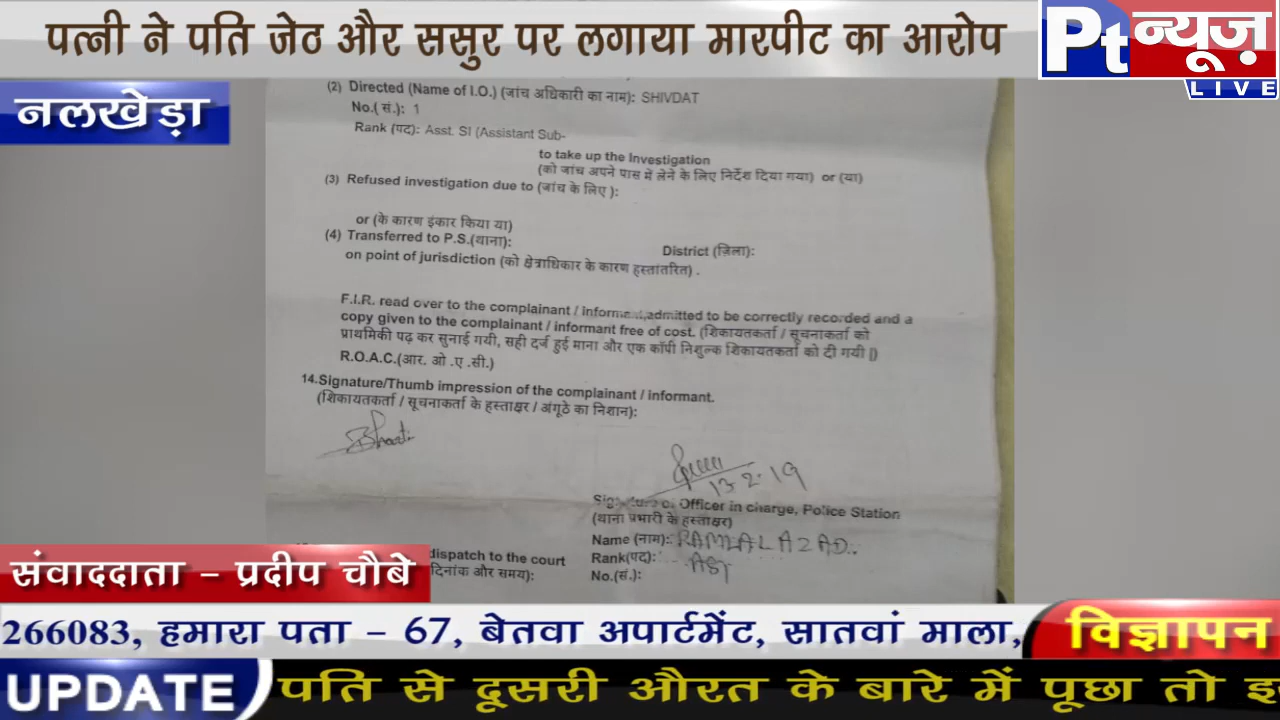 पत्नी ने पति जेठ और ससुर पर लगाया मारपीट का आरोप
Pt न्यूज़
LIVE
नलखेड़ा
(2) Directed (Name of I.O.) (जांच अधिकारी का नाम): SHIVDAT
No.( सं.): 1
Rank (पद): Asst. SI (Assistant Sub-
to take up the Investigation
(को जांच अपने पास में लेने के लिए निर्देश दिया गया) or (या)
(3) Refused investigation due to (जांच के लिए ):
or (के कारण इंकार किया या)
(4) Transferred to P.S.(थाना):
District (ज़िला):
on point of jurisdiction (को क्षेत्राधिकार के कारण हस्तांतरित) .
F.I.R. read over to the complainant / informant,admitted to be correctly recorded and a
copy given to the complainant / informant free of cost. (शिकायतकर्ता / सूचनाकर्ता को
प्राथमिकी पढ़ कर सुनाई गयी, सही दर्ज हुई माना और एक कॉपी निशुल्क शिकायतकर्ता को दी गयी |)
R.O.A.C.(आर. ओ .ए .सी.)
14.Signature/Thumb impression of the complainant / informant.
(शिकायतकर्ता / सूचनाकर्ता के हस्ताक्षर / अंगूठे का निशान):
Bharti
13-2-19
Signature of Officer in charge, Police Station
(थाना प्रभारी के हस्ताक्षर)
Name (नाम): RAMLAL AZAD
Rank(पद): ASI
No.(सं.):
dispatch to the court
दिनांक और समय):
संवाददाता - प्रदीप चौबे
266083, हमारा पता - 67, बेतवा अपार्टमेंट, सातवां माला,
विज्ञापन
UPDATE
पति से दूसरी औरत के बारे में पूछा तो इ